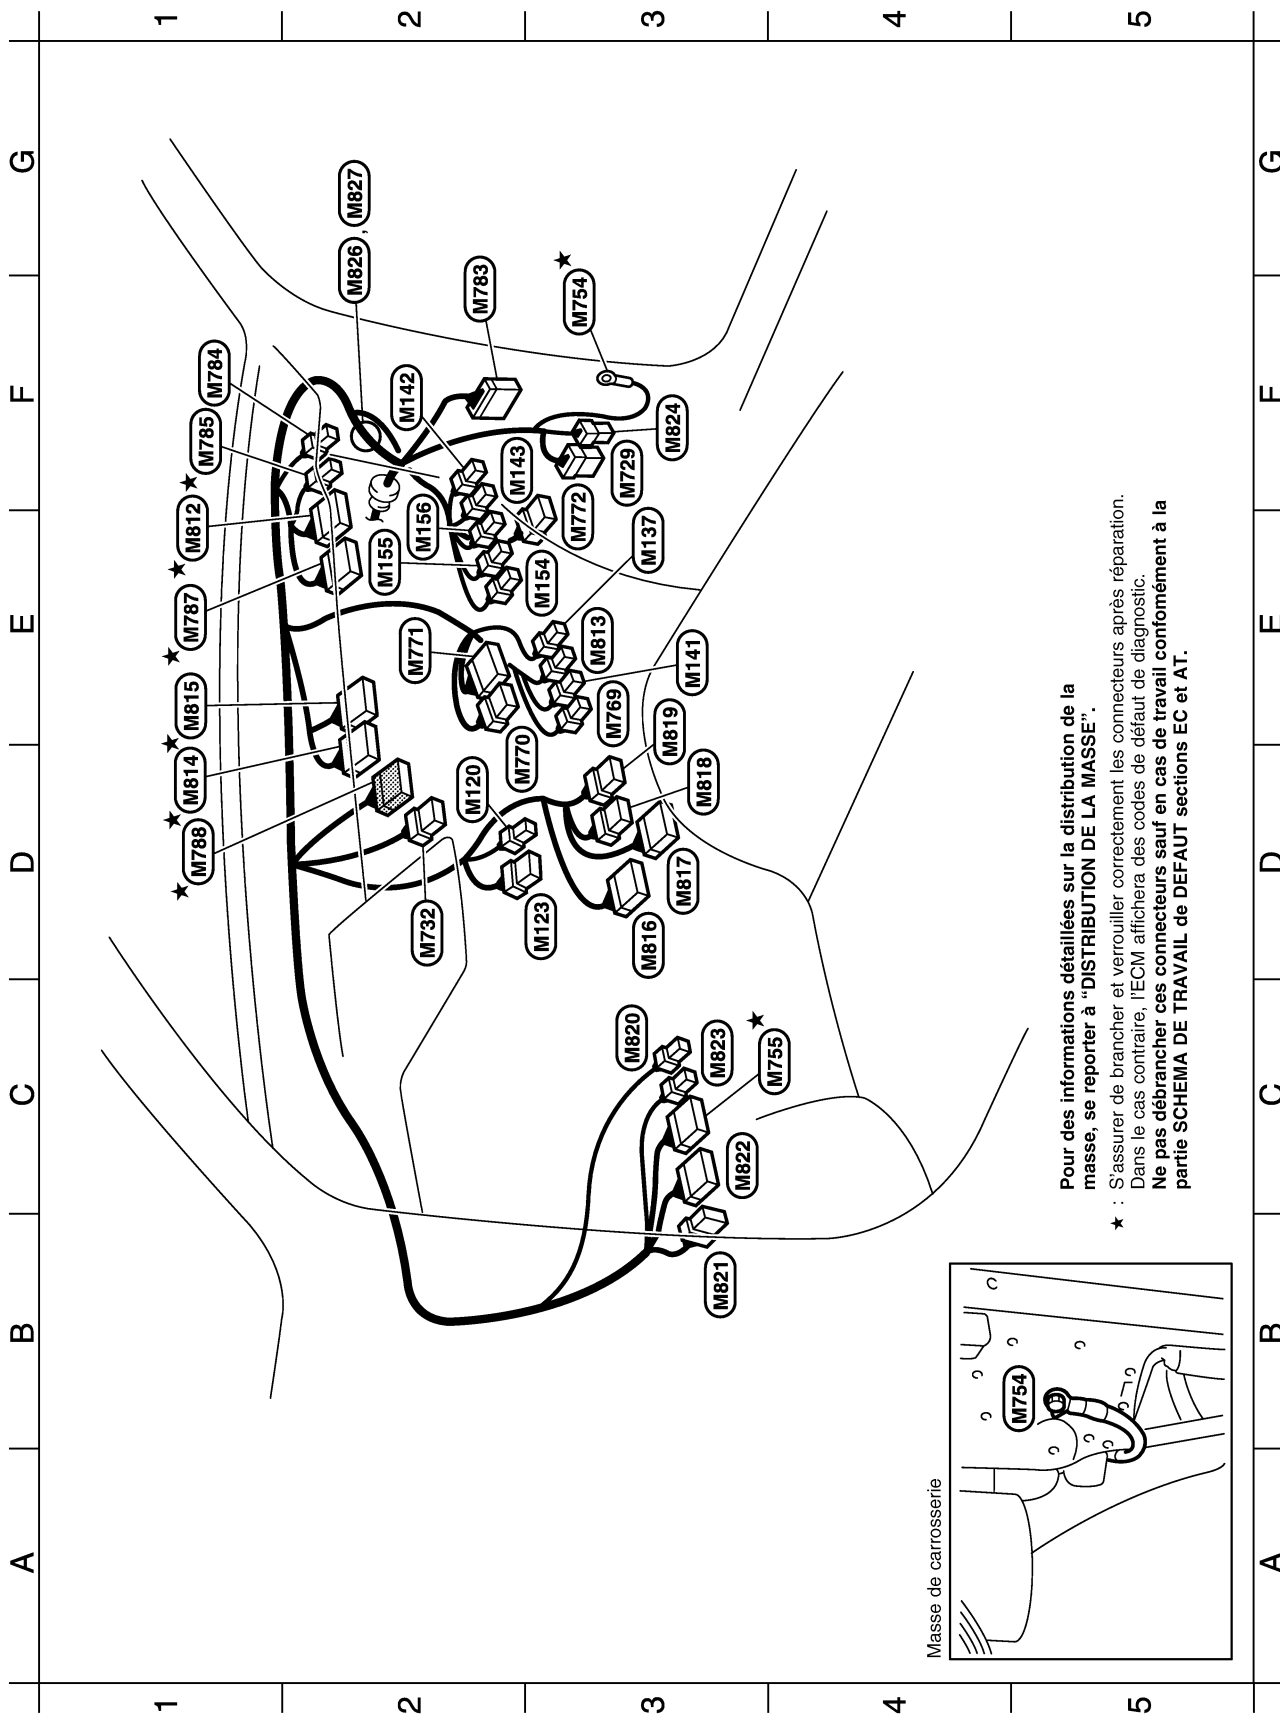 A B C D E F G
1 1
★ M788
★ M814
★ M815
★ M787
★ M812
★ M785
M784
M826 , M827
2 2
M155
M142
M771
M156
M732
M120
M783
M143
M770
M123
M154
M772
M754 ★
M813
M769
M729
M820
3 3
M816
M137
M819
M824
M817
M141
M818
M823
M821
M822
M755 ★
4 4
Masse de carrosserie
M754
Pour des informations détaillées sur la distribution de la
masse, se reporter à “DISTRIBUTION DE LA MASSE”.
★ : S’assurer de brancher et verrouiller correctement les connecteurs après réparation.
Dans le cas contraire, l’ECM affichera des codes de défaut de diagnostic.
Ne pas débrancher ces connecteurs sauf en cas de travail confomément à la
partie SCHEMA DE TRAVAIL de DEFAUT sections EC et AT.
5 5
A B C D E F G